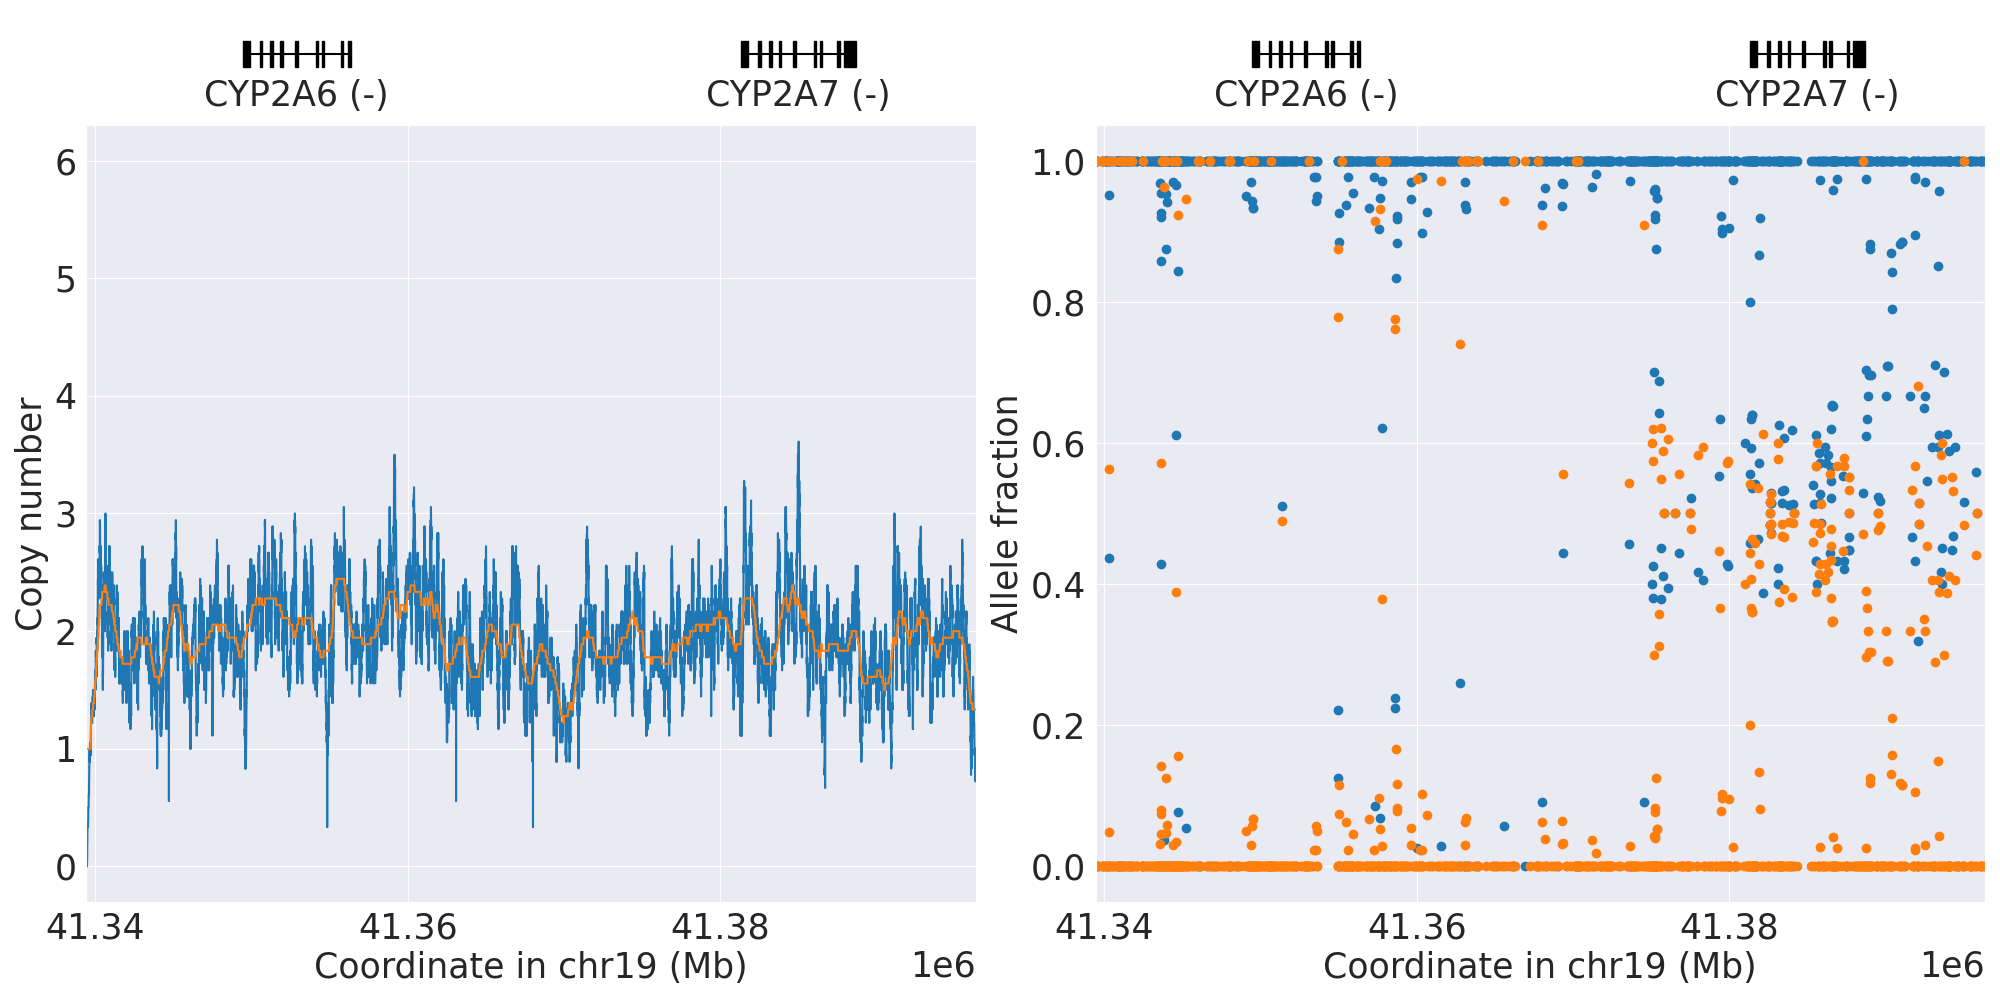 CYP2A6 (-)
CYP2A7 (-)
Copy number
6
5
4
3
2
1
0
41.34
41.36
41.38
Coordinate in chr19 (Mb)
1e6
CYP2A6 (-)
CYP2A7 (-)
Allele fraction
1.0
0.8
0.6
0.4
0.2
0.0
41.34
41.36
41.38
Coordinate in chr19 (Mb)
1e6